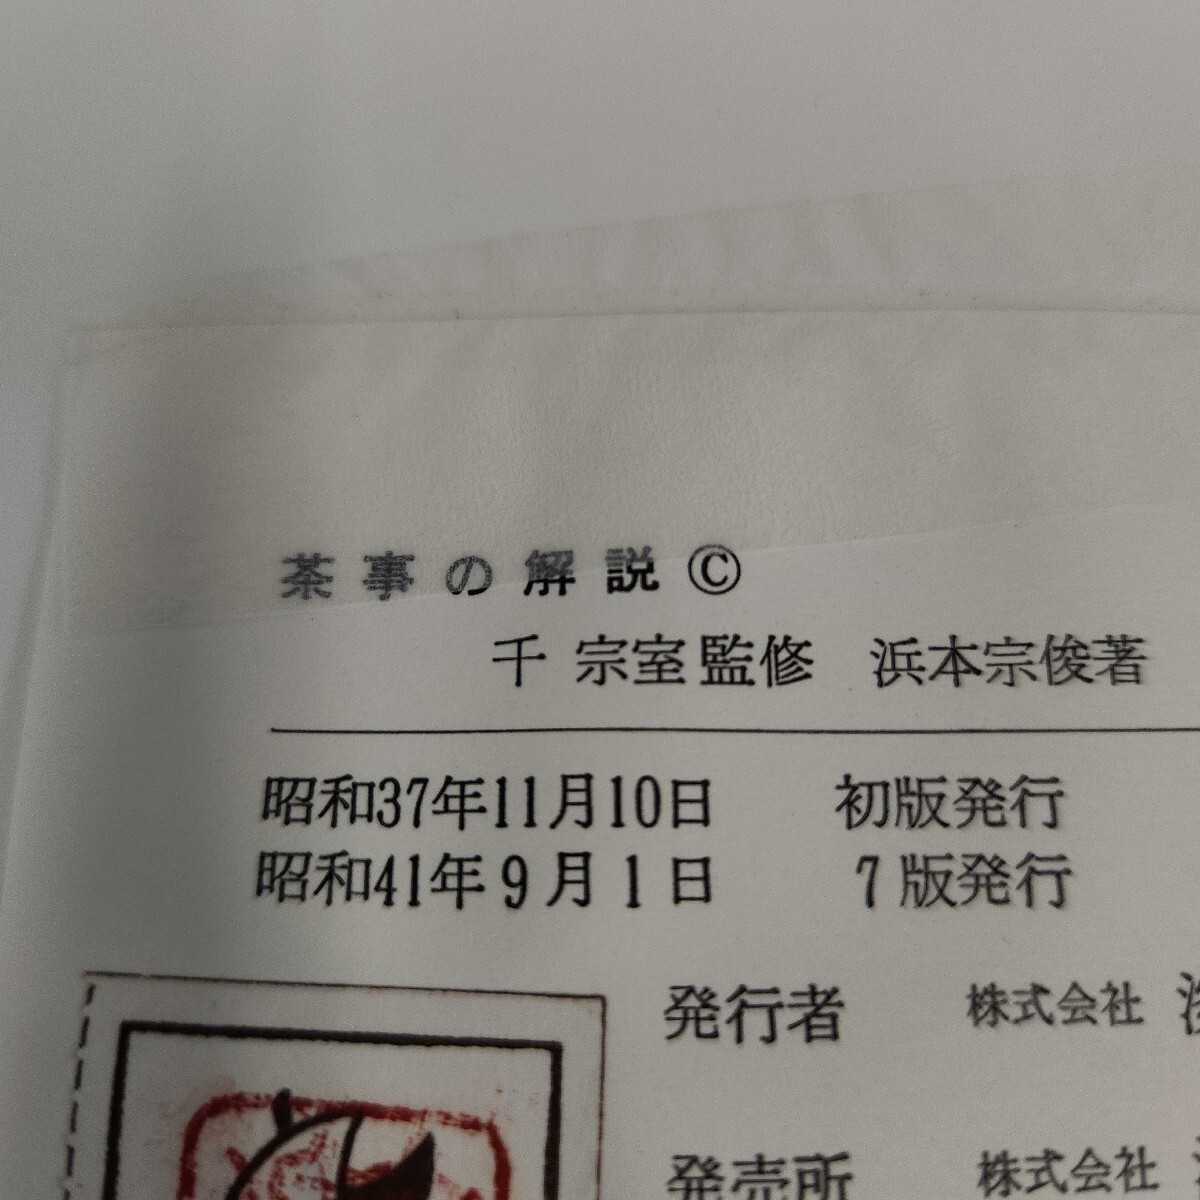 茶事の解説©
千 宗室監修 浜本宗俊著
昭和37年11月10日 初版発行
昭和41年9月1日 7版発行
発行者 株式会社
発売所 株式会社